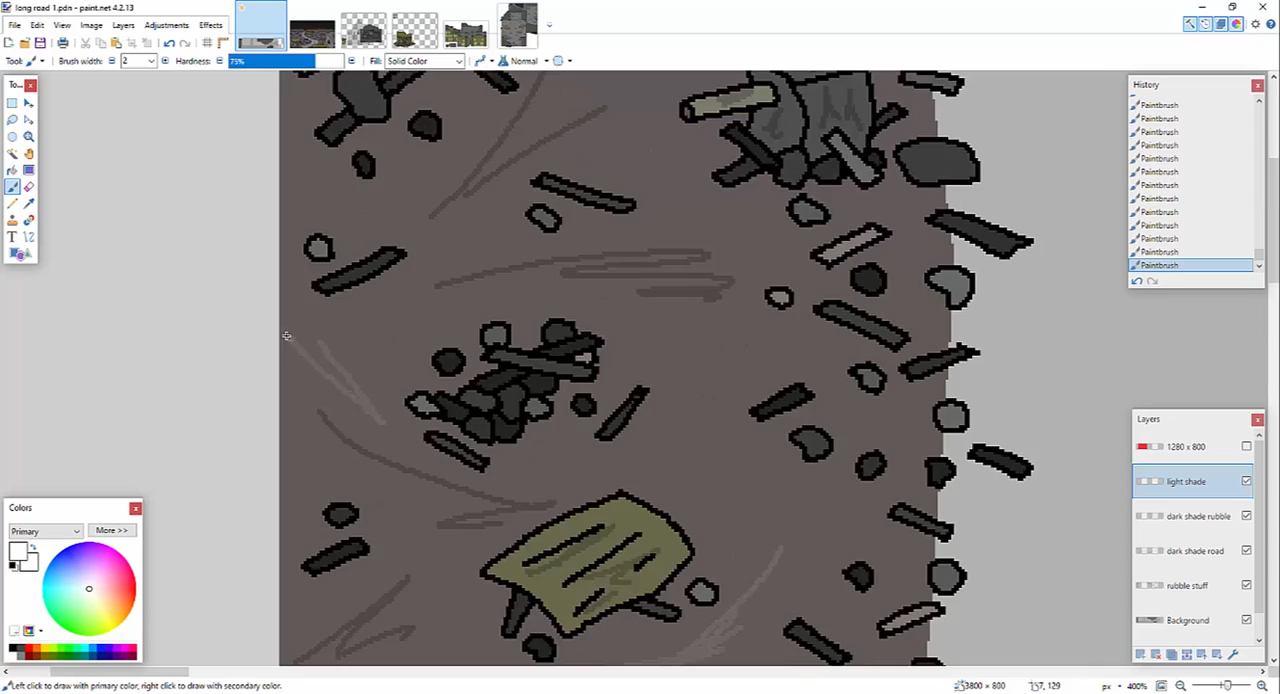 long road 1.pdn - paint.net 4.2.13
File Edit View Image Layers Adjustments Effects
Tool: Brush width: 2 Hardness: 75% Fill: Solid Color Normal
To...
History
Paintbrush
Paintbrush
Paintbrush
Paintbrush
Paintbrush
Paintbrush
Paintbrush
Paintbrush
Paintbrush
Paintbrush
Paintbrush
Paintbrush
Paintbrush
Layers
1280 x 800
light shade
dark shade rubble
dark shade road
rubble stuff
Background
Colors
Primary More >>
Left click to draw with primary color, right click to draw with secondary color. 3800 x 800 px 400%